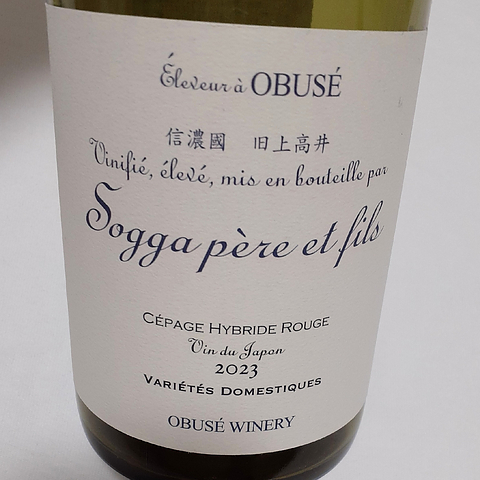 Éleveur à OBUSÉ
信濃國 旧上高井
Vinifié, élevé, mis en bouteille par
Sogga père et fils
CÉPAGE HYBRIDE ROUGE
Vin du Japon
2023
VARIÉTÉS DOMESTIQUES
OBUSÉ WINERY